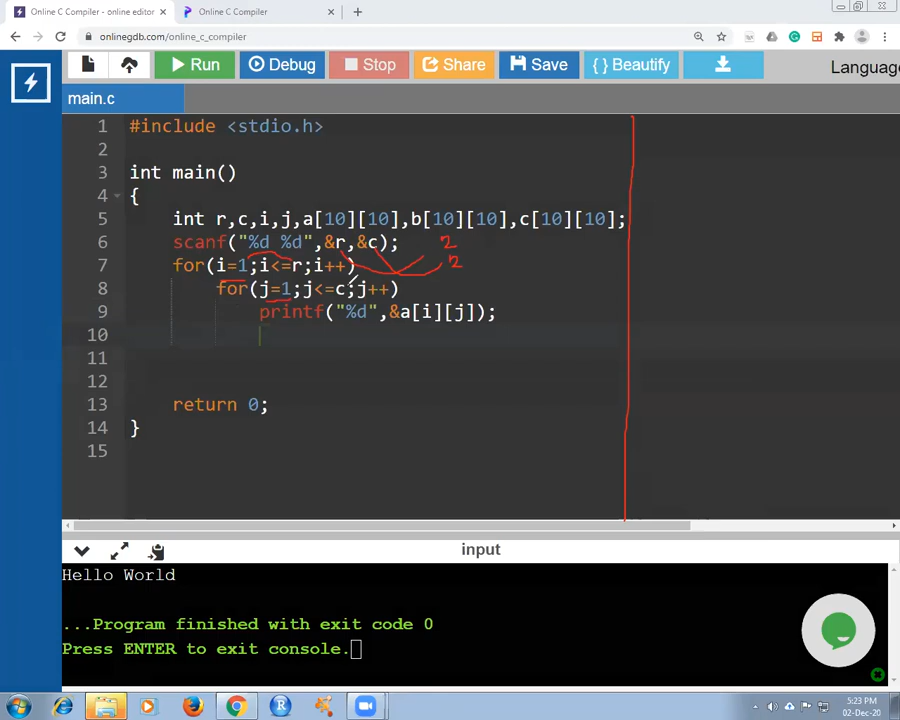 Online C Compiler - online editor
Online C Compiler
onlinegdb.com/online_c_compiler
Run Debug Stop Share Save { } Beautify Language
main.c
1 #include <stdio.h>
2
3 int main()
4 {
5 int r,c,i,j,a[10][10],b[10][10],c[10][10];
6 scanf("%d %d",&r,&c); 2
7 for(i=1;i<=r;i++) 2
8 for(j=1;j<=c;j++)
9 printf("%d",&a[i][j]);
10
11
12
13 return 0;
14 }
15
input
Hello World
...Program finished with exit code 0
Press ENTER to exit console.
5:23 PM
02-Dec-20